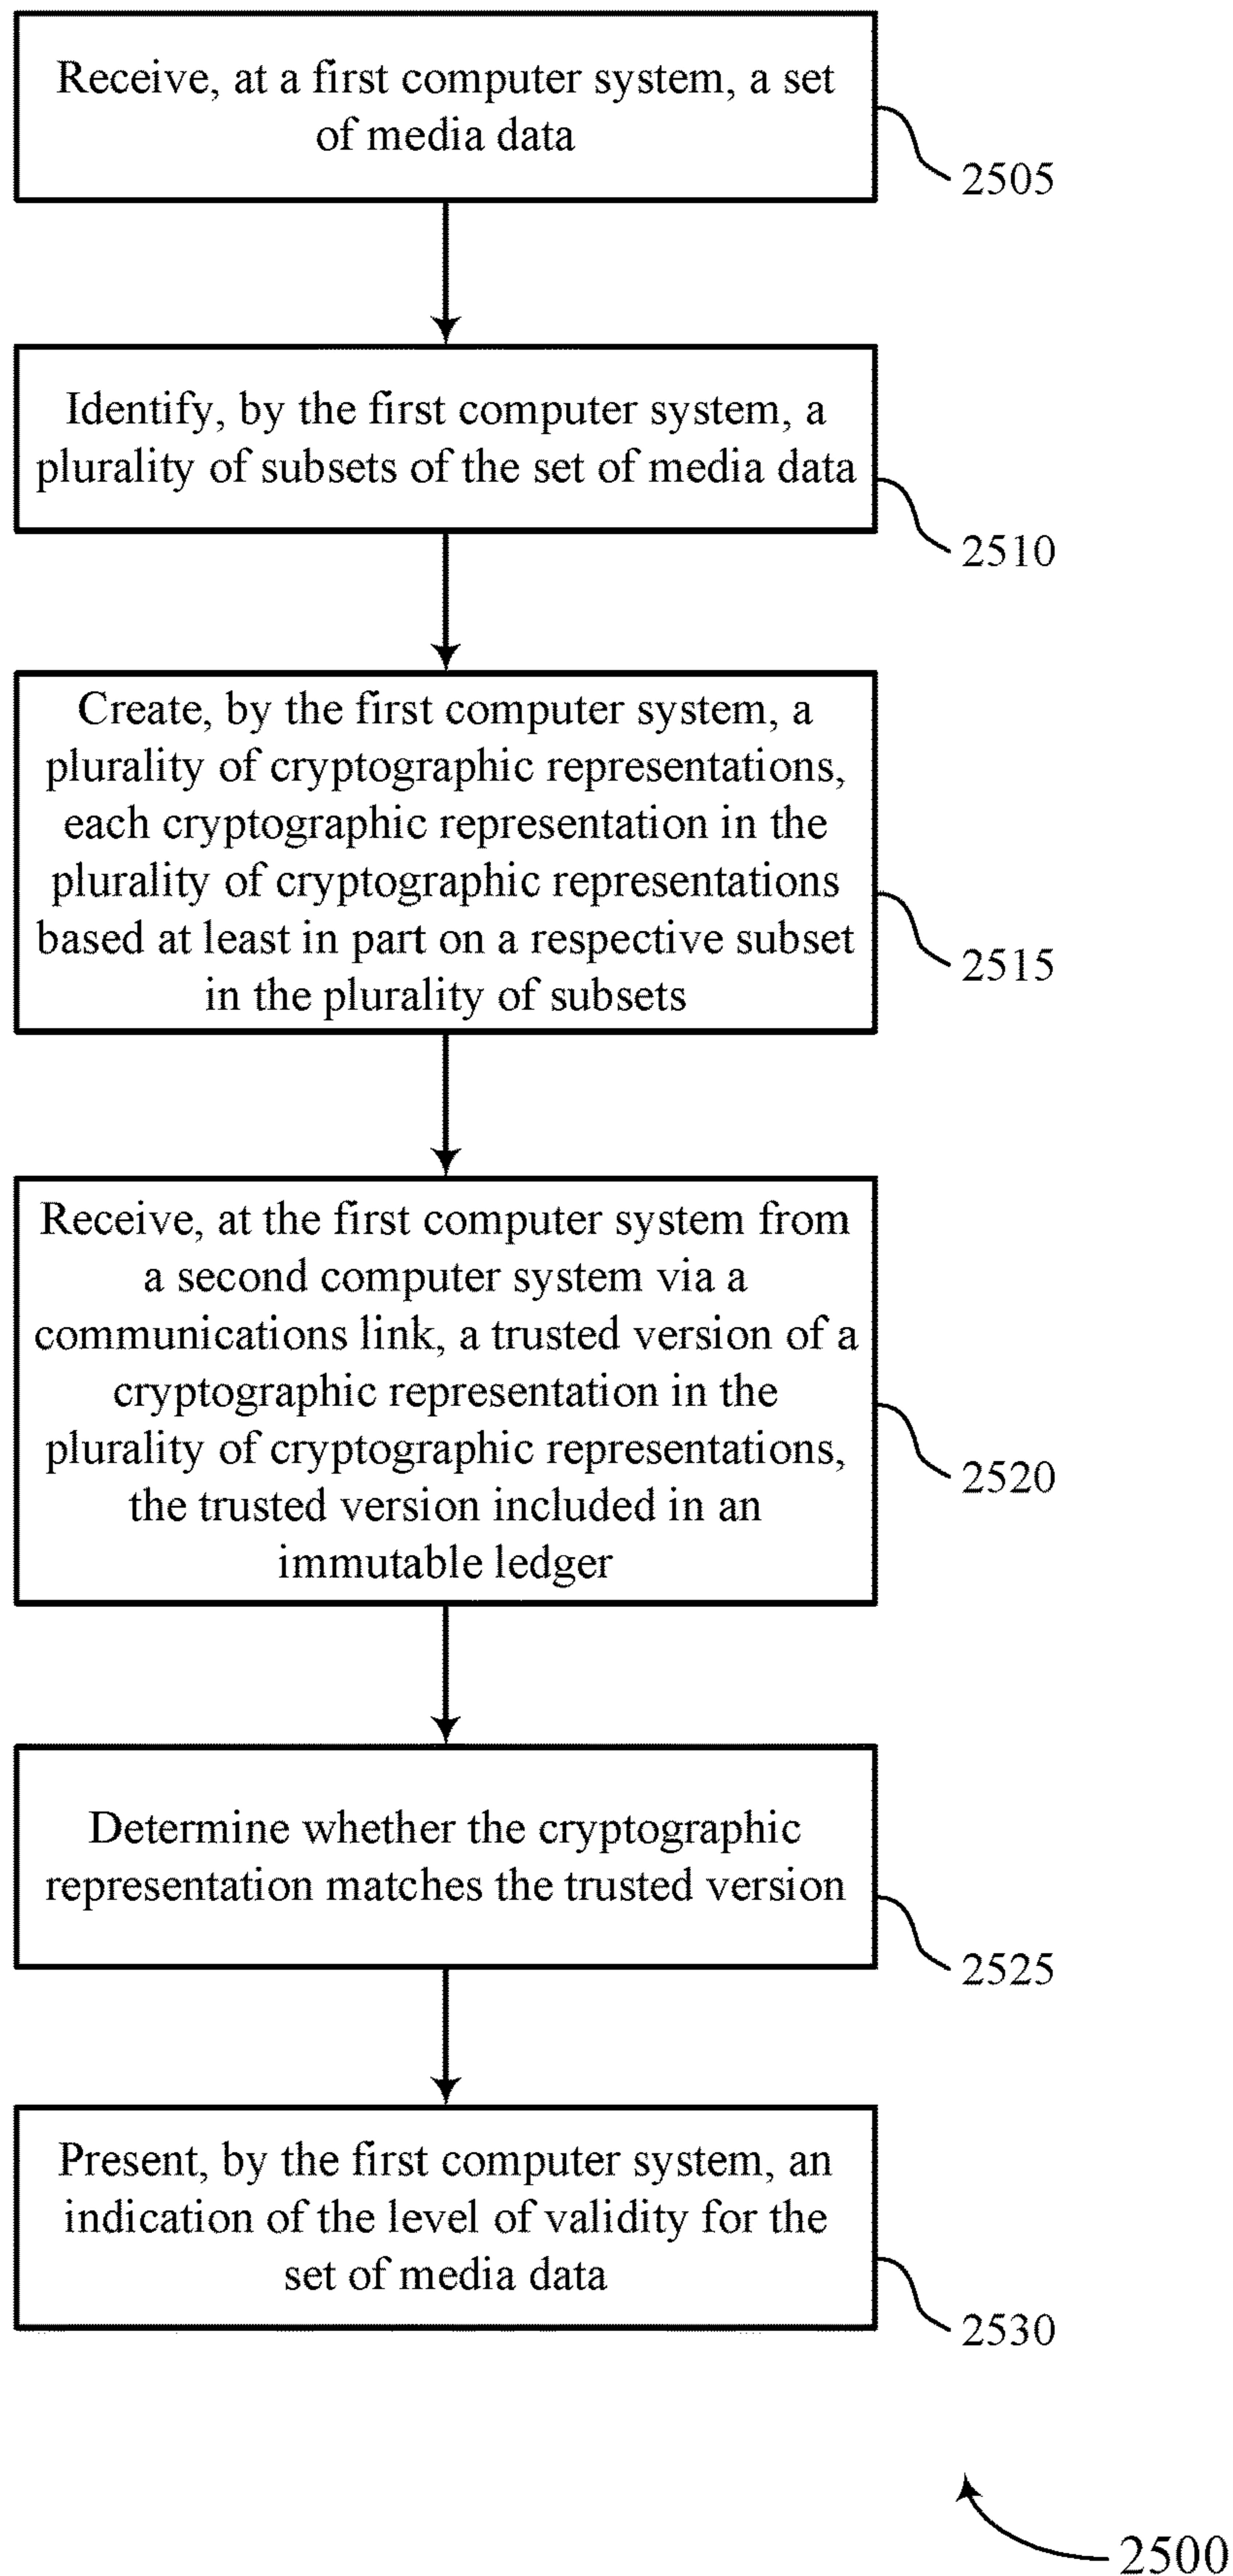 Receive, at a first computer system, a set
of media data
2505
Identify, by the first computer system, a
plurality of subsets of the set of media data
2510
Create, by the first computer system, a
plurality of cryptographic representations,
each cryptographic representation in the
plurality of cryptographic representations
based at least in part on a respective subset
in the plurality of subsets
2515
Receive, at the first computer system from
a second computer system via a
communications link, a trusted version of a
cryptographic representation in the
plurality of cryptographic representations,
the trusted version included in an
immutable ledger
2520
Determine whether the cryptographic
representation matches the trusted version
2525
Present, by the first computer system, an
indication of the level of validity for the
set of media data
2530
2500